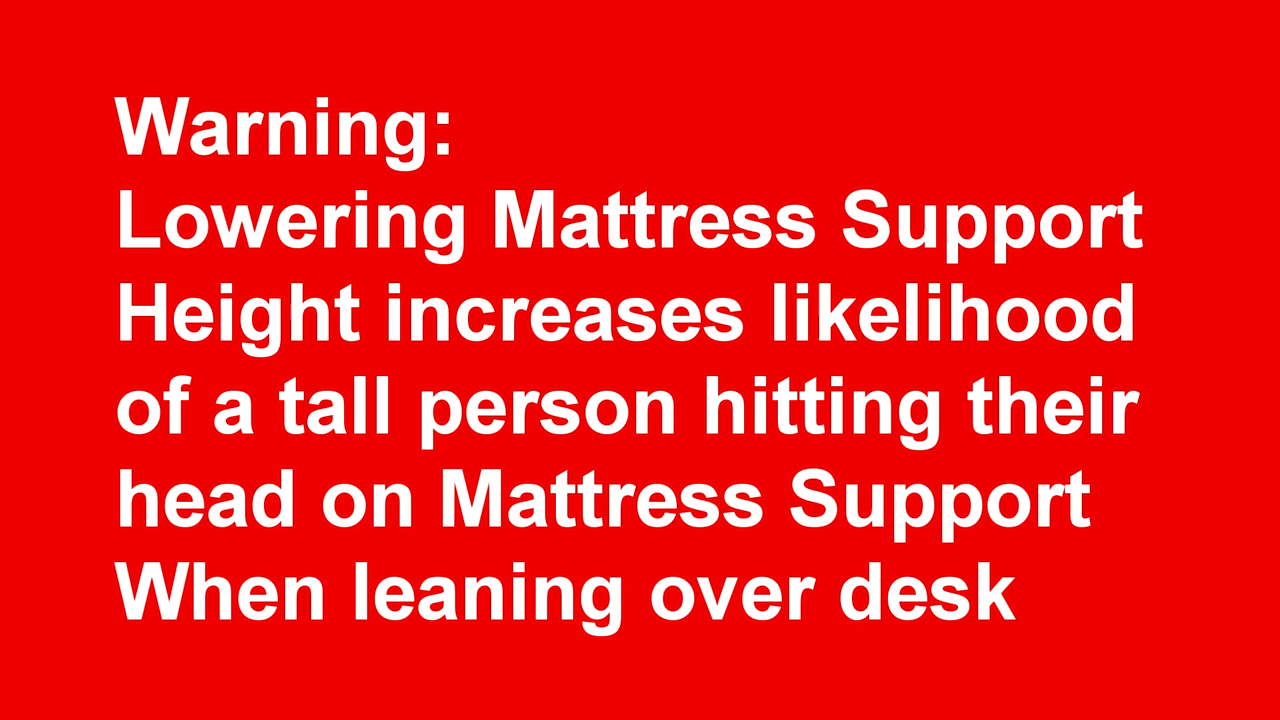 Warning:
Lowering Mattress Support
Height increases likelihood
of a tall person hitting their
head on Mattress Support
When leaning over desk